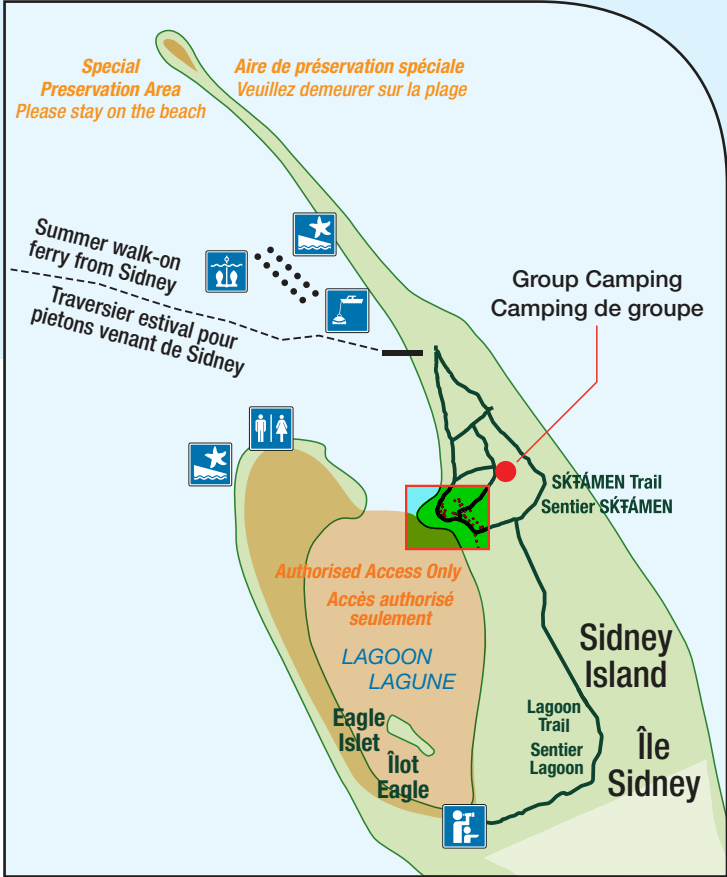 Special
Preservation Area
Please stay on the beach
Aire de préservation spéciale
Veuillez demeurer sur la plage
Summer walk-on
ferry from Sidney
Traversier estival pour
pietons venant de Sidney
Group Camping
Camping de groupe
SḰŦÁMEN Trail
Sentier SḰŦÁMEN
Authorised Access Only
Accès authorisé
seulement
LAGOON
LAGUNE
Eagle
Islet
Îlot
Eagle
Lagoon
Trail
Sentier
Lagoon
Sidney
Island
Île
Sidney